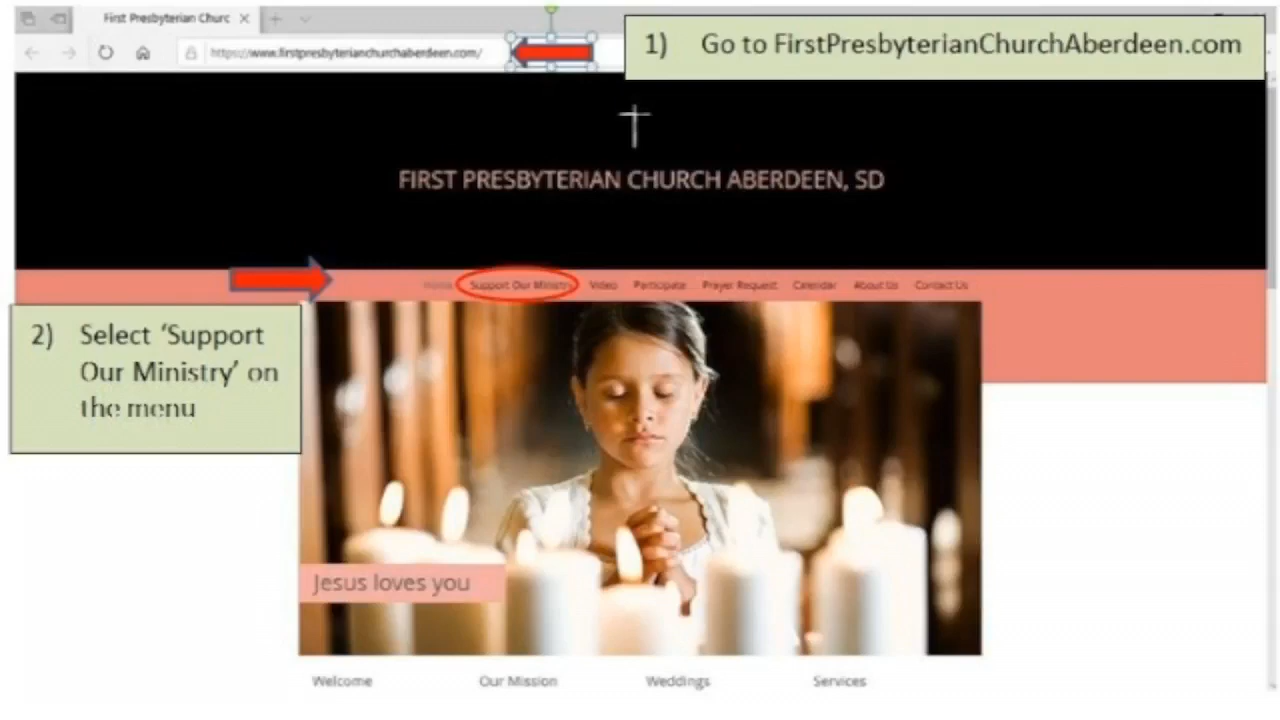 First Presbyterian Churc
https://www.firstpresbyterianchurchaberdeen.com/
1) Go to FirstPresbyterianChurchAberdeen.com
FIRST PRESBYTERIAN CHURCH ABERDEEN, SD
Home Support Our Ministry Video Participate Prayer Request Calendar About Us Contact Us
2) Select ‘Support
Our Ministry’ on
the menu
Jesus loves you
Welcome Our Mission Weddings Services